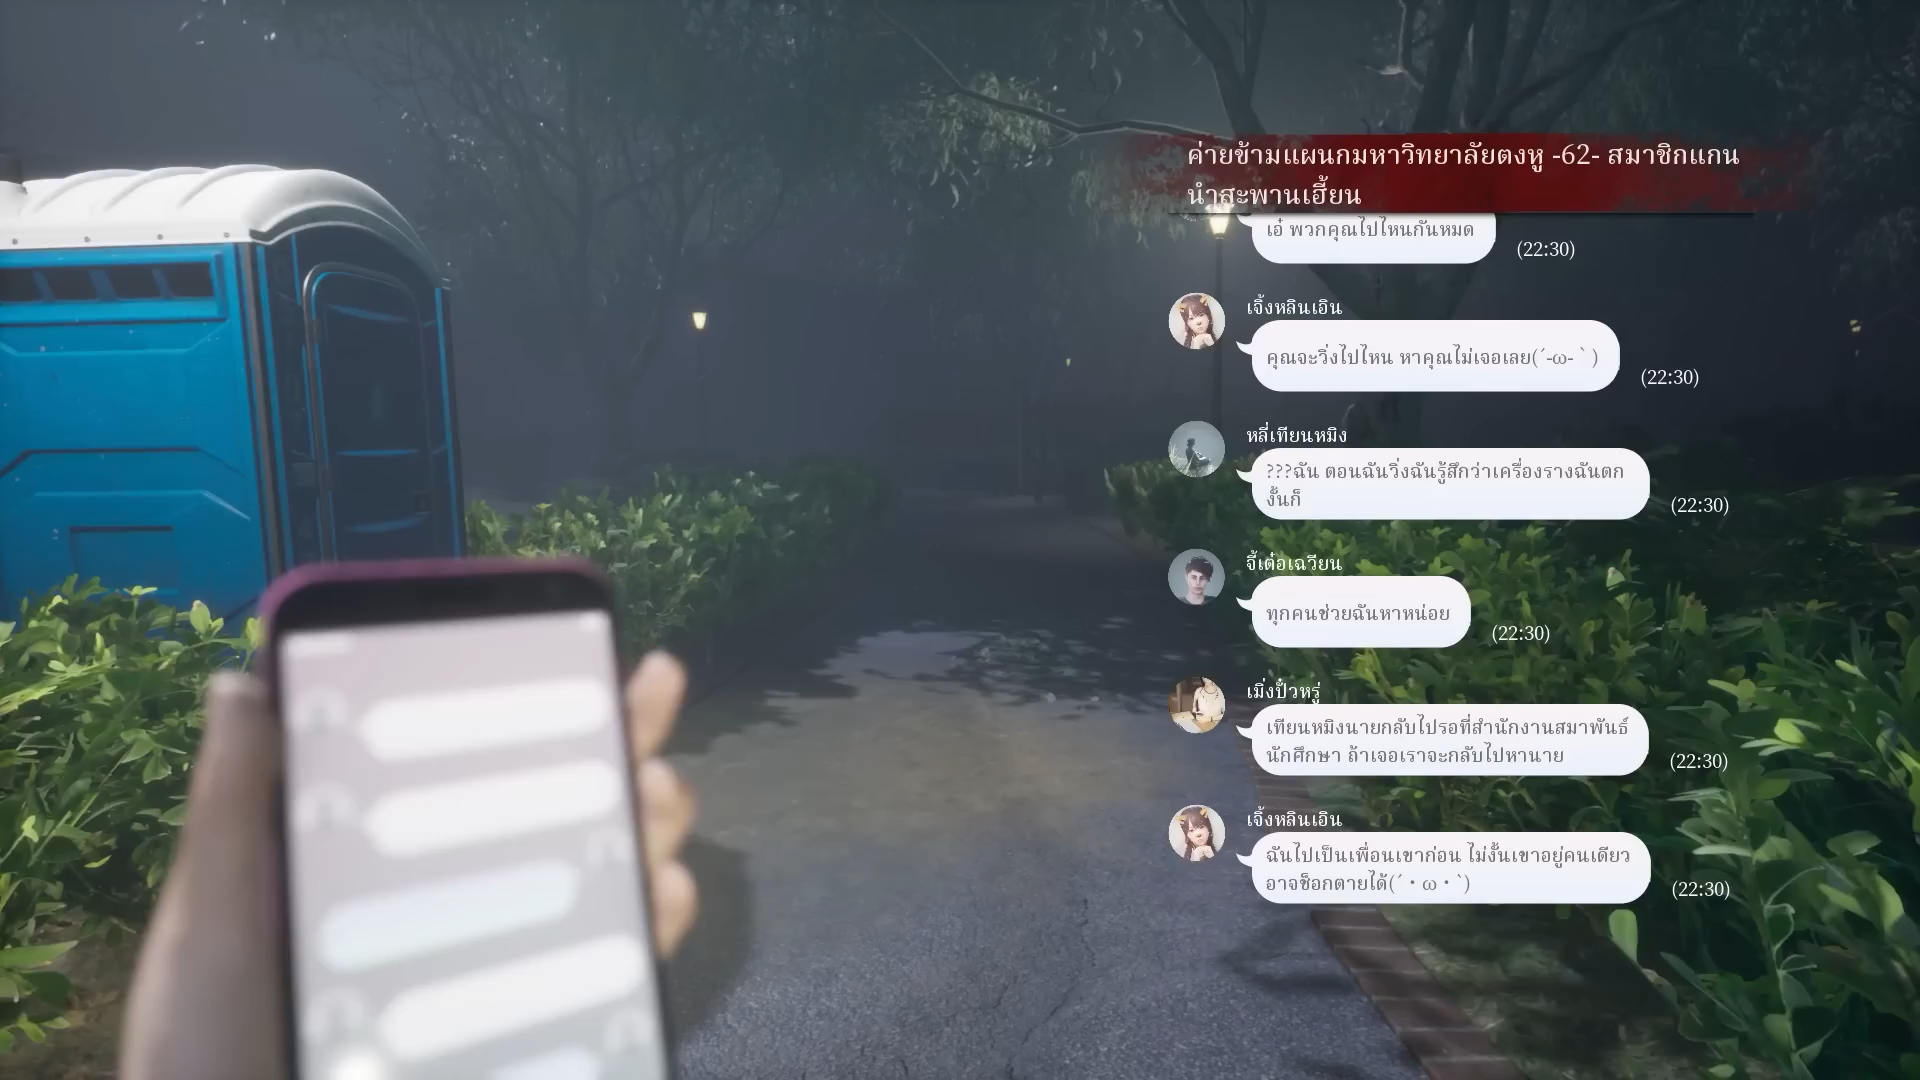 ค่ายข้ามแผนกมหาวิทยาลัยตงหู -62- สมาชิกแกน
นำสะพานเฮี้ยน
เอ๋ พวกคุณไปไหนกันหมด
(22:30)
เจิ้งหลินเอิน
คุณจะวิ่งไปไหน หาคุณไม่เจอเลย(´-ω-｀)
(22:30)
หลี่เทียนหมิง
???ฉัน ตอนฉันวิ่งฉันรู้สึกว่าเครื่องรางฉันตก
งั้นก็
(22:30)
จี้เต๋อเฉวียน
ทุกคนช่วยฉันหาหน่อย
(22:30)
เมิ่งปั๋วหรู่
เทียนหมิงนายกลับไปรอที่สำนักงานสมาพันธ์
นักศึกษา ถ้าเจอเราจะกลับไปหานาย
(22:30)
เจิ้งหลินเอิน
ฉันไปเป็นเพื่อนเขาก่อน ไม่งั้นเขาอยู่คนเดียว
อาจช็อกตายได้(´・ω・`)
(22:30)